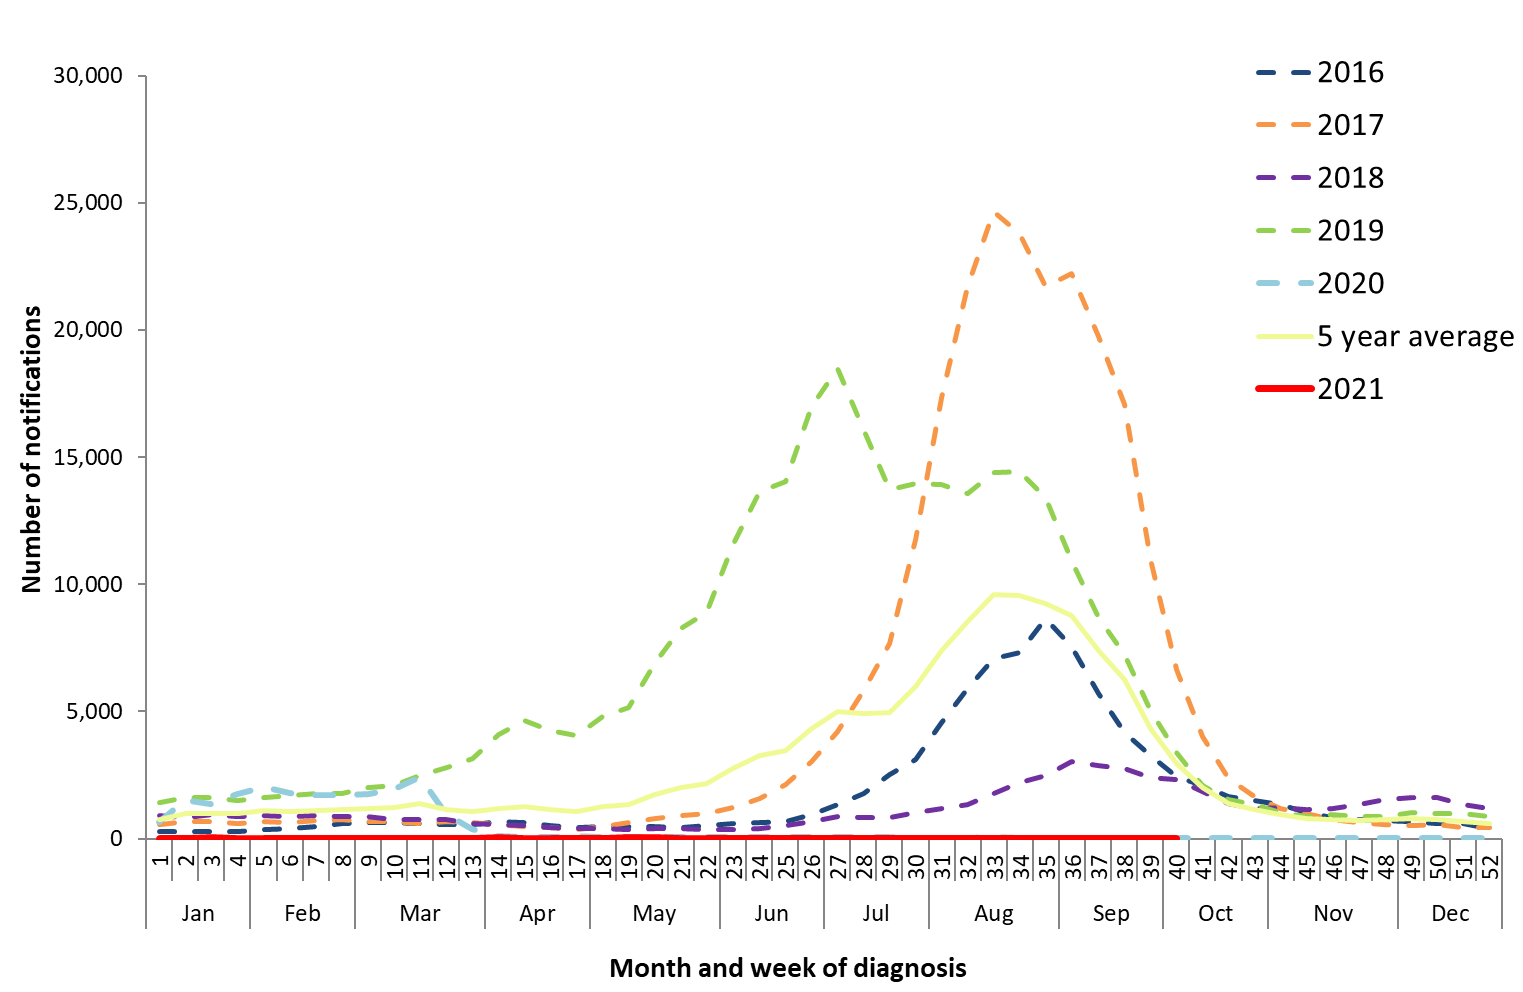 30,000
25,000
20,000
15,000
10,000
5,000
0
Number of notifications
2016
2017
2018
2019
2020
5 year average
2021
1 2 3 4 5 6 7 8 9 10 11 12 13 14 15 16 17 18 19 20 21 22 23 24 25 26 27 28 29 30 31 32 33 34 35 36 37 38 39 40 41 42 43 44 45 46 47 48 49 50 51 52
Jan Feb Mar Apr May Jun Jul Aug Sep Oct Nov Dec
Month and week of diagnosis